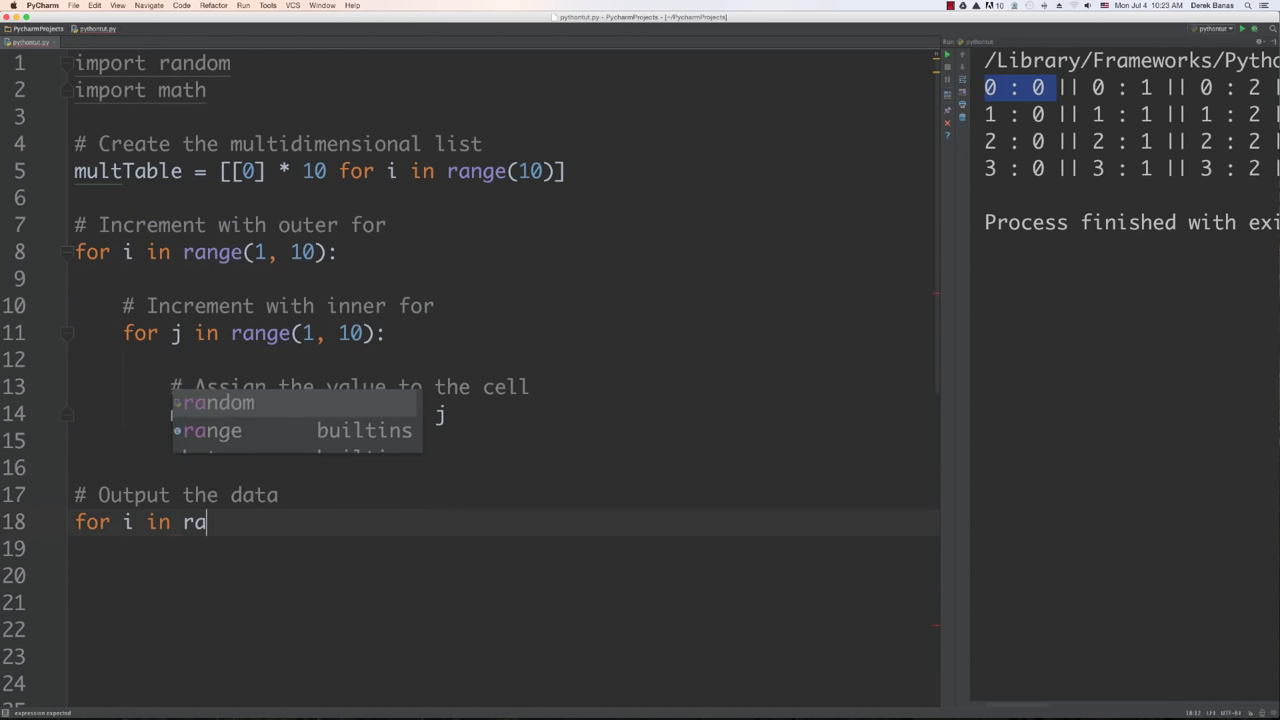 PyCharm File Edit View Navigate Code Refactor Run Tools VCS Window Help 10 Mon Jul 4 10:23 AM Derek Banas
pythontut.py - PycharmProjects - [~/PycharmProjects]
PycharmProjects pythontut.py pythontut
pythontut.py Run: pythontut
1 import random
2 import math
3
4 # Create the multidimensional list
5 multTable = [[0] * 10 for i in range(10)]
6
7 # Increment with outer for
8 for i in range(1, 10):
9
10 # Increment with inner for
11 for j in range(1, 10):
12
13 # Assign the value to the cell
14 j
15
16
17 # Output the data
18 for i in ra
19
20
21
22
23
24
random
range builtins
/Library/Frameworks/Pytho
0 : 0 || 0 : 1 || 0 : 2 |
1 : 0 || 1 : 1 || 1 : 2 |
2 : 0 || 2 : 1 || 2 : 2 |
3 : 0 || 3 : 1 || 3 : 2 |
Process finished with exi
expression expected 18:12 LF÷ UTF-8÷